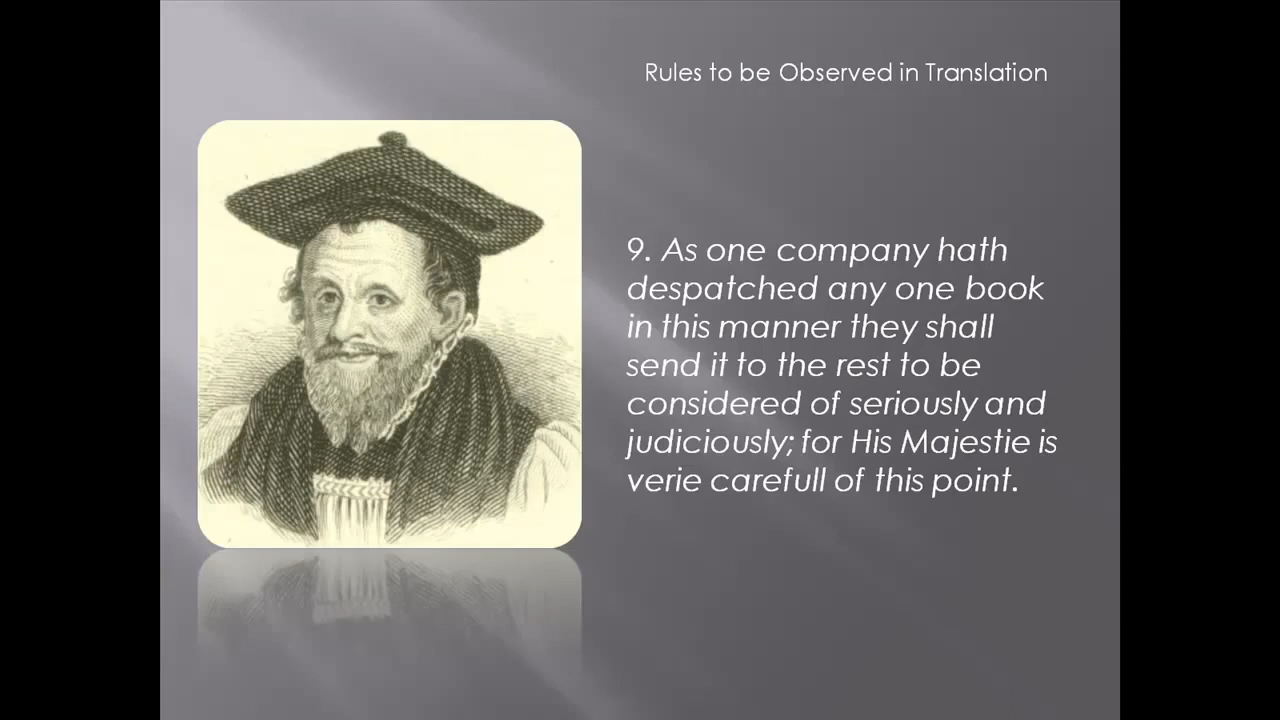 Rules to be Observed in Translation
9. As one company hath
despatched any one book
in this manner they shall
send it to the rest to be
considered of seriously and
judiciously; for His Majestie is
verie carefull of this point.